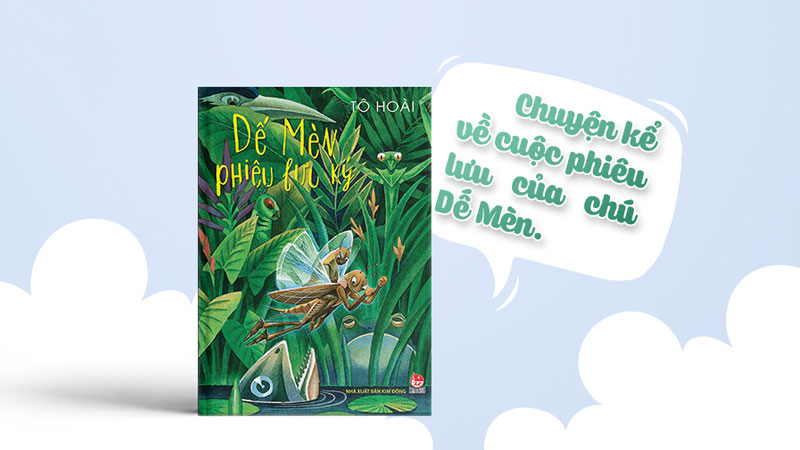 TÔ HOÀI
Dế Mèn
phiêu lưu ký
NHÀ XUẤT BẢN KIM ĐỒNG
Chuyện kể
về cuộc phiêu
lưu của chú
Dế Mèn.